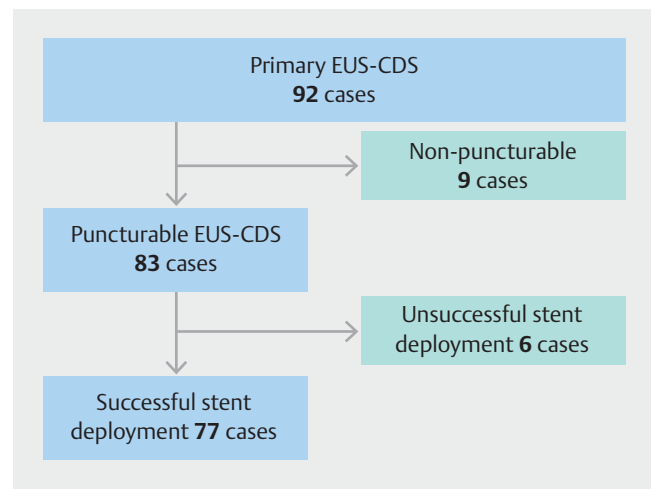 Primary EUS-CDS
92 cases
Non-puncturable
9 cases
Puncturable EUS-CDS
83 cases
Unsuccessful stent
deployment 6 cases
Successful stent
deployment 77 cases